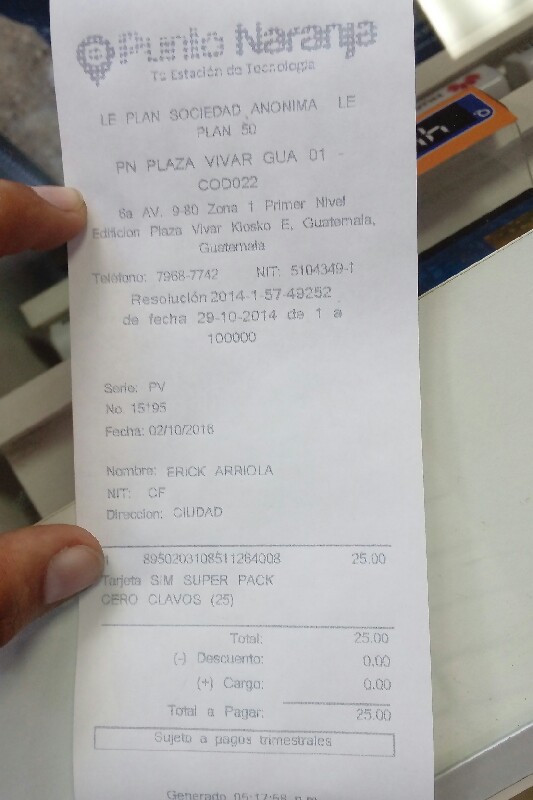 Punto Naranja
Tu Estación de Tecnología
LE PLAN SOCIEDAD ANONIMA LE
PLAN 50
PN PLAZA VIVAR GUA 01 -
COD022
6a AV. 9-80 Zona 1 Primer Nivel
Edificion Plaza Vivar Kiosko E, Guatemala,
Guatemala
Teléfono: 7968-7742 NIT: 5104349-1
Resolución 2014-1-57-49252
de fecha 29-10-2014 de 1 a
100000
Serie: PV
No. 15195
Fecha: 02/10/2016
Nombre: ERICK ARRIOLA
NIT: CF
Direccion: CIUDAD
1 8950203108511284008 25.00
Tarjeta SIM SUPER PACK
CERO CLAVOS (25)
Total: 25.00
(-) Descuento: 0.00
(+) Cargo: 0.00
Total a Pagar: 25.00
Sujeto a pagos trimestrales
Generado 05:17:58 p.m.